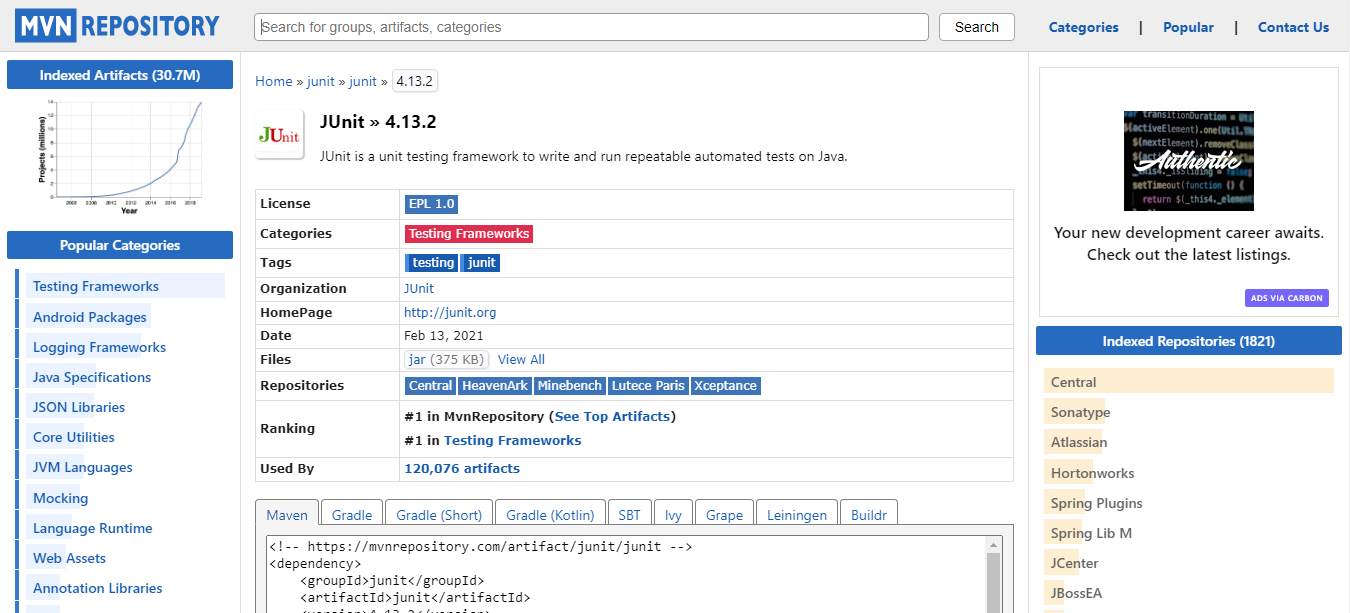 MVN REPOSITORY
Search for groups, artifacts, categories
Search
Categories | Popular | Contact Us
Indexed Artifacts (30.7M)
Projects (millions)
Year
Popular Categories
Testing Frameworks
Android Packages
Logging Frameworks
Java Specifications
JSON Libraries
Core Utilities
JVM Languages
Mocking
Language Runtime
Web Assets
Annotation Libraries
Home » junit » junit » 4.13.2
JUnit
JUnit » 4.13.2
JUnit is a unit testing framework to write and run repeatable automated tests on Java.
License EPL 1.0
Categories Testing Frameworks
Tags testing junit
Organization JUnit
HomePage http://junit.org
Date Feb 13, 2021
Files jar (375 KB) View All
Repositories Central HeavenArk Minebench Lutece Paris Xceptance
Ranking #1 in MvnRepository (See Top Artifacts)
#1 in Testing Frameworks
Used By 120,076 artifacts
Maven Gradle Gradle (Short) Gradle (Kotlin) SBT Ivy Grape Leiningen Buildr
<!-- https://mvnrepository.com/artifact/junit/junit -->
<dependency>
<groupId>junit</groupId>
<artifactId>junit</artifactId>
<version>4.13.2</version>
transitionDuration = Uti
$(activeElement).one(Util.TR
$(nextElement).removeClass
Authentic
setTimeout(function () {
return $(_this4._element
Your new development career awaits.
Check out the latest listings.
ADS VIA CARBON
Indexed Repositories (1821)
Central
Sonatype
Atlassian
Hortonworks
Spring Plugins
Spring Lib M
JCenter
JBossEA